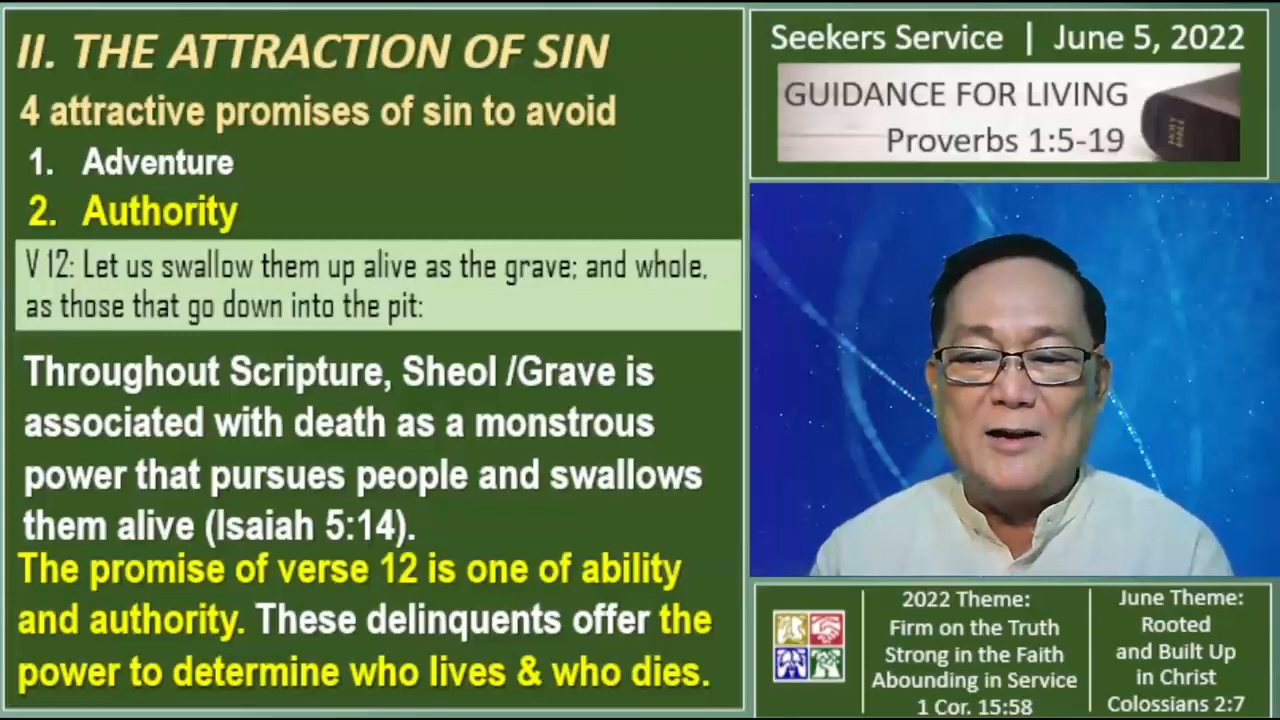 II. THE ATTRACTION OF SIN
4 attractive promises of sin to avoid
1. Adventure
2. Authority
V 12: Let us swallow them up alive as the grave; and whole,
as those that go down into the pit:
Throughout Scripture, Sheol /Grave is
associated with death as a monstrous
power that pursues people and swallows
them alive (Isaiah 5:14).
The promise of verse 12 is one of ability
and authority. These delinquents offer the
power to determine who lives & who dies.
Seekers Service | June 5, 2022
GUIDANCE FOR LIVING
Proverbs 1:5-19
HOLY
BIBLE
2022 Theme:
Firm on the Truth
Strong in the Faith
Abounding in Service
1 Cor. 15:58
June Theme:
Rooted
and Built Up
in Christ
Colossians 2:7